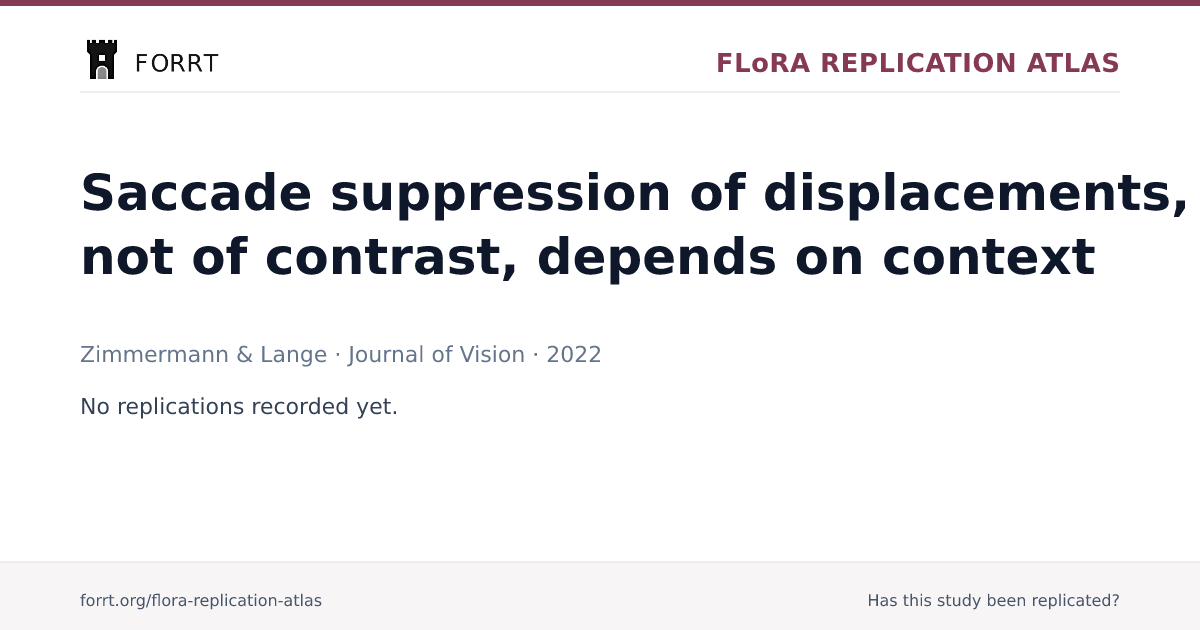 FORRT
FLoRA REPLICATION ATLAS
Saccade suppression of displacements,
not of contrast, depends on context
Zimmermann & Lange · Journal of Vision · 2022
No replications recorded yet.
forrt.org/flora-replication-atlas
Has this study been replicated?